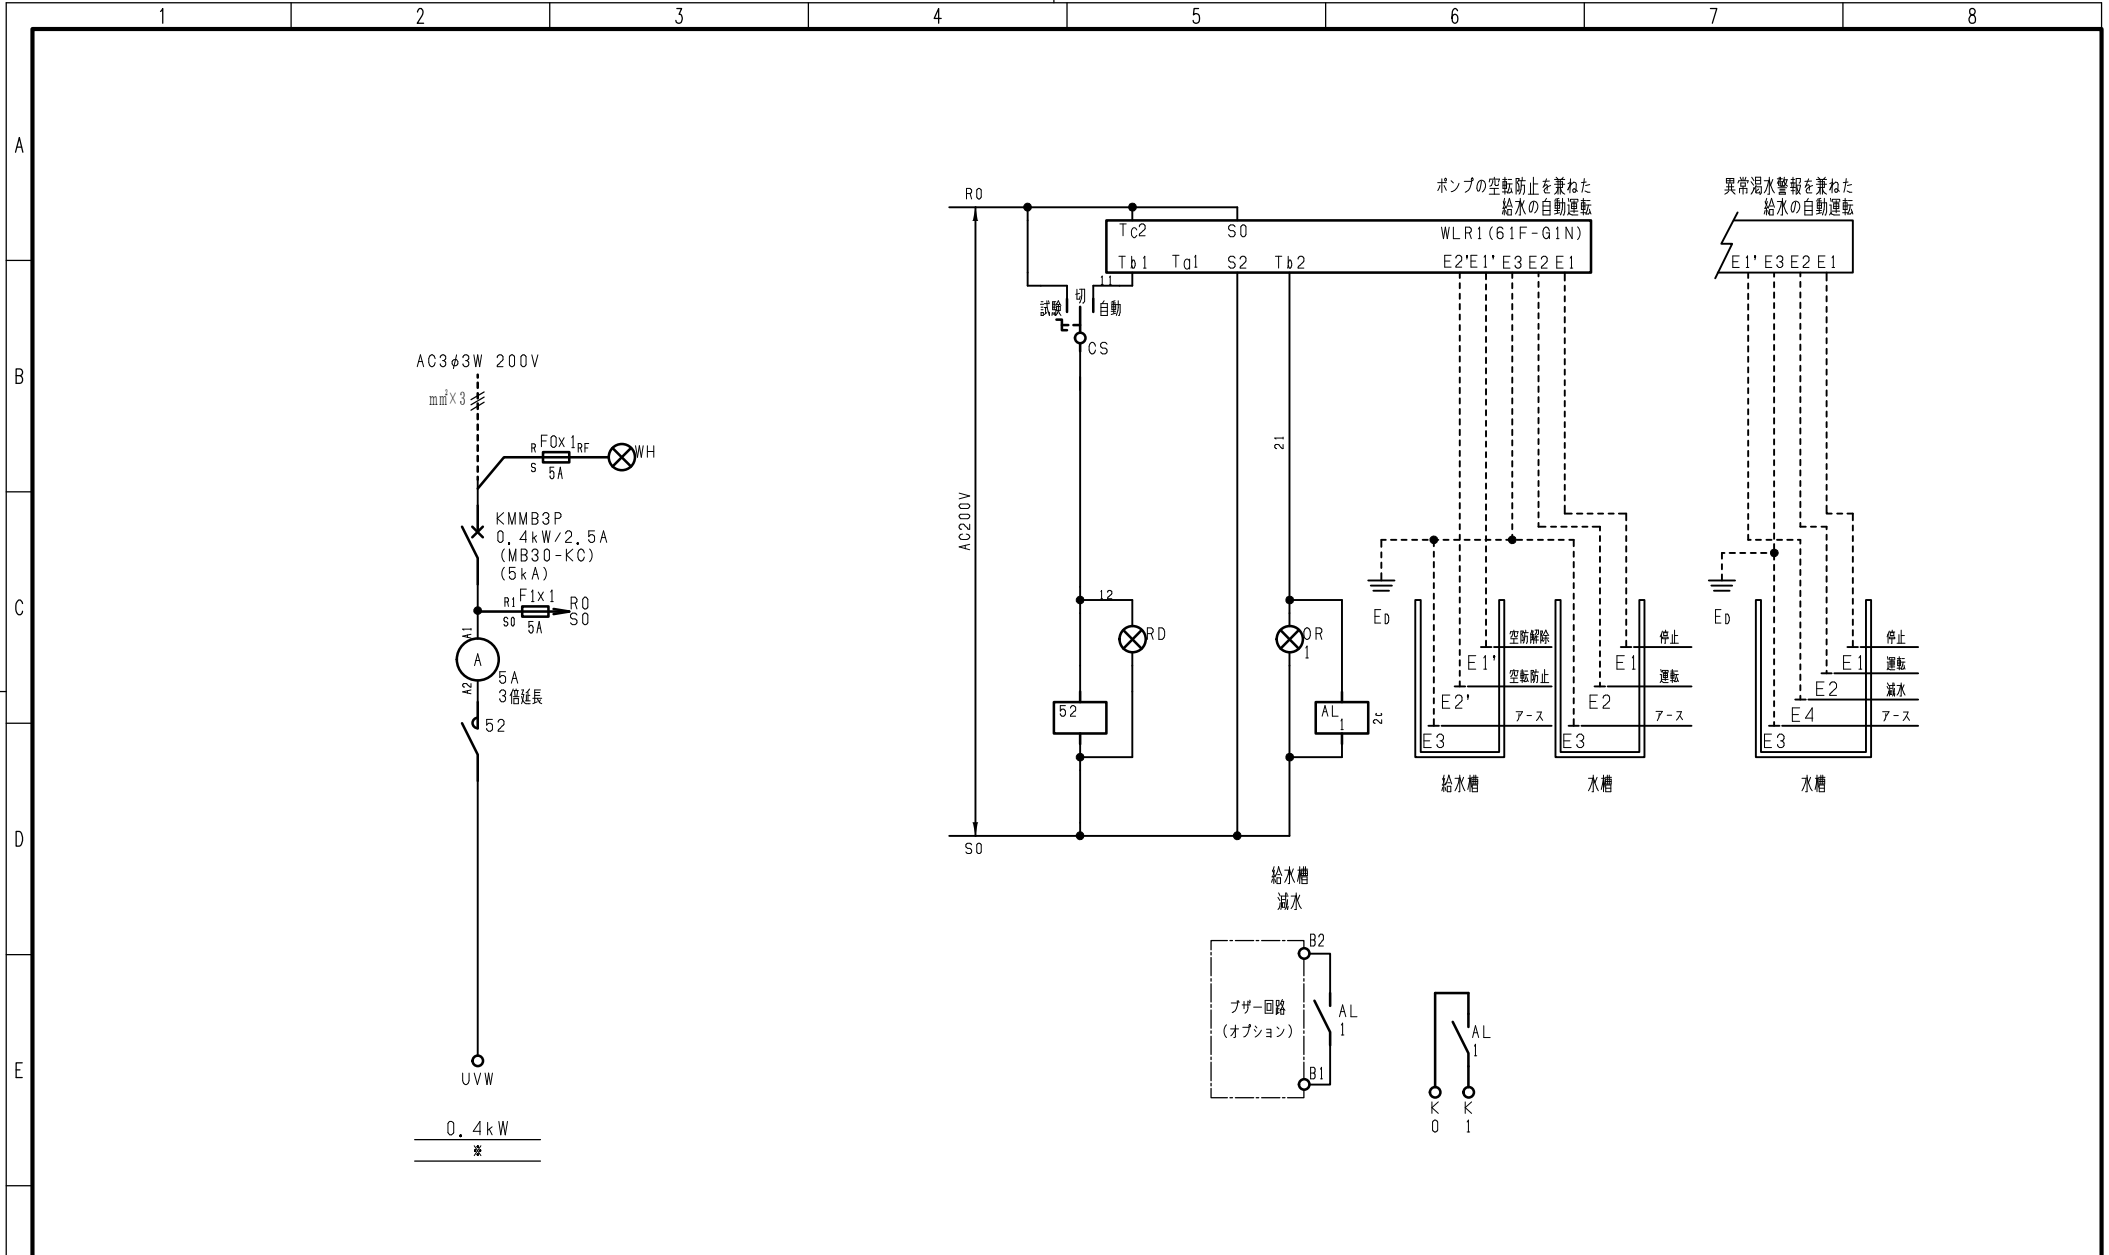 1 2 3 4 5 6 7 8
A
B
C
D
E
AC3φ3W 200V
mm²×3
R F0x1 RF
S 5A
WH
KMMB3P
0.4kW/2.5A
(MB30-KC)
(5kA)
R1 F1x1 R0
S0 5A S0
A1
A
A2
5A
3倍延長
52
UVW
0.4kW
※
R0
AC200V
S0
ポンプの空転防止を兼ねた
給水の自動運転
Tc2 S0 WLR1(61F-G1N)
Tb1 Ta1 S2 Tb2 E2'E1' E3 E2 E1
11
試験 切 自動
CS
21
12
RD
OR
1
52
AL
1
2c
ED
空防解除
E1'
空転防止
E2'
アース
E3
給水槽
停止
E1
運転
E2
アース
E3
水槽
異常渇水警報を兼ねた
給水の自動運転
E1' E3 E2 E1
ED
停止
E1
運転
E2
減水
E4
アース
E3
水槽
給水槽
減水
B2
ブザー回路
(オプション)
AL
1
B1
AL
1
K K
0 1